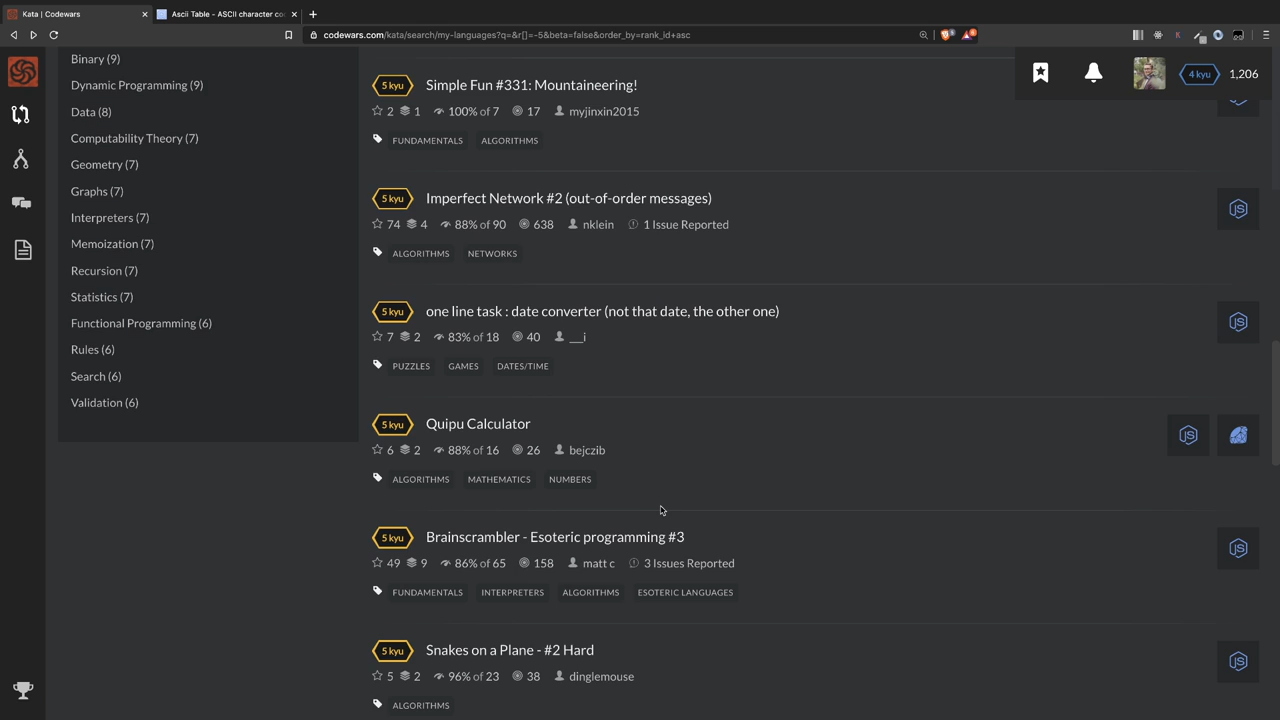 Kata | Codewars
Ascii Table - ASCII character co
codewars.com/kata/search/my-languages?q=&r[]=-5&beta=false&order_by=rank_id+asc
4 kyu 1,206
Binary (9)
Dynamic Programming (9)
Data (8)
Computability Theory (7)
Geometry (7)
Graphs (7)
Interpreters (7)
Memoization (7)
Recursion (7)
Statistics (7)
Functional Programming (6)
Rules (6)
Search (6)
Validation (6)
5 kyu Simple Fun #331: Mountaineering!
2 1 100% of 7 17 myjinxin2015
FUNDAMENTALS ALGORITHMS
5 kyu Imperfect Network #2 (out-of-order messages)
74 4 88% of 90 638 nklein 1 Issue Reported
ALGORITHMS NETWORKS
5 kyu one line task : date converter (not that date, the other one)
7 2 83% of 18 40 __i
PUZZLES GAMES DATES/TIME
5 kyu Quipu Calculator
6 2 88% of 16 26 bejczib
ALGORITHMS MATHEMATICS NUMBERS
5 kyu Brainscrambler - Esoteric programming #3
49 9 86% of 65 158 matt c 3 Issues Reported
FUNDAMENTALS INTERPRETERS ALGORITHMS ESOTERIC LANGUAGES
5 kyu Snakes on a Plane - #2 Hard
5 2 96% of 23 38 dinglemouse
ALGORITHMS